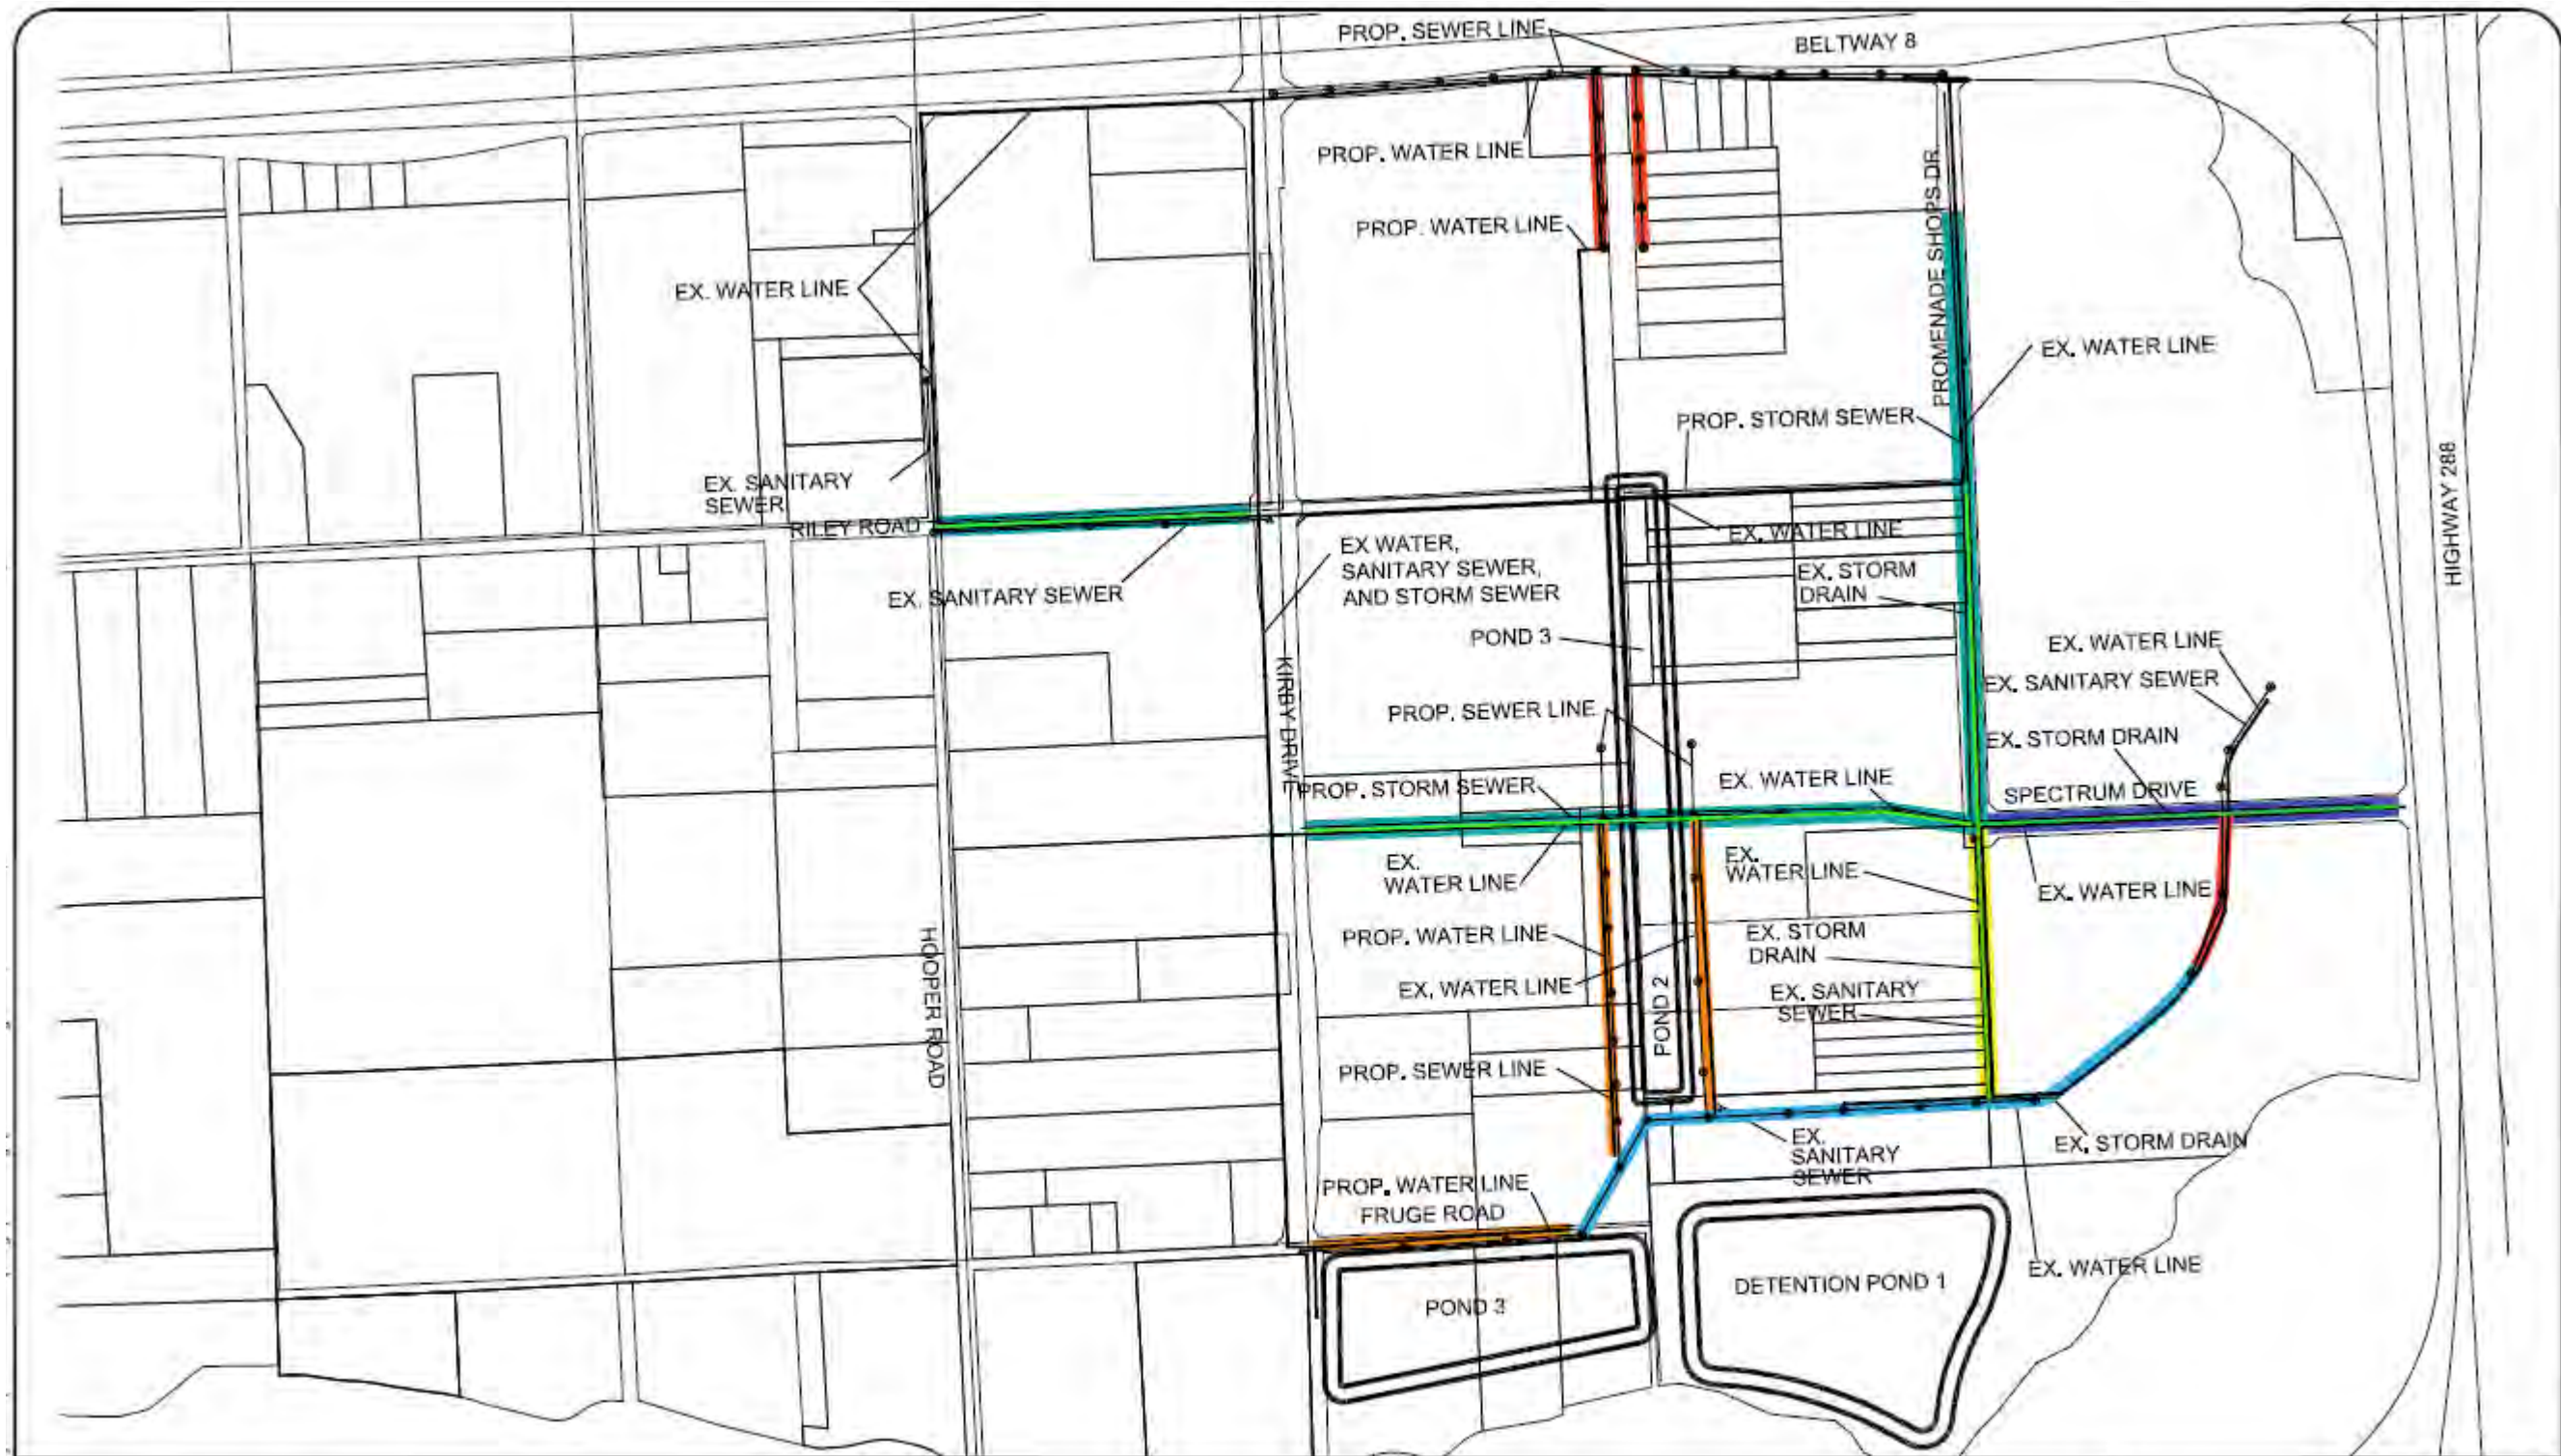 PROP. SEWER LINE
BELTWAY 8
PROP. WATER LINE
PROP. WATER LINE
PROMENADE SHOPS DR.
EX. WATER LINE
EX. WATER LINE
PROP. STORM SEWER
HIGHWAY 288
EX. SANITARY
SEWER
RILEY ROAD
EX. WATER LINE
EX WATER,
SANITARY SEWER,
AND STORM SEWER
EX. STORM
DRAIN
EX. SANITARY SEWER
POND 3
EX. WATER LINE
EX. SANITARY SEWER
KIRBY DRIVE
PROP. SEWER LINE
EX. STORM DRAIN
PROP. STORM SEWER
EX. WATER LINE
SPECTRUM DRIVE
EX.
WATER LINE
EX.
WATER LINE
EX. WATER LINE
HOOPER ROAD
PROP. WATER LINE
EX. STORM
DRAIN
EX. WATER LINE
POND 2
EX. SANITARY
SEWER
PROP. SEWER LINE
EX.
SANITARY
SEWER
EX. STORM DRAIN
PROP. WATER LINE
FRUGE ROAD
EX. WATER LINE
POND 3
DETENTION POND 1